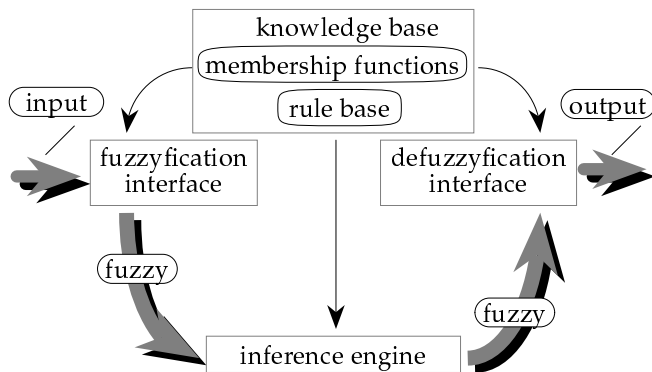 knowledge base
membership functions
rule base
input
output
fuzzyfication
interface
defuzzyfication
interface
fuzzy
fuzzy
inference engine